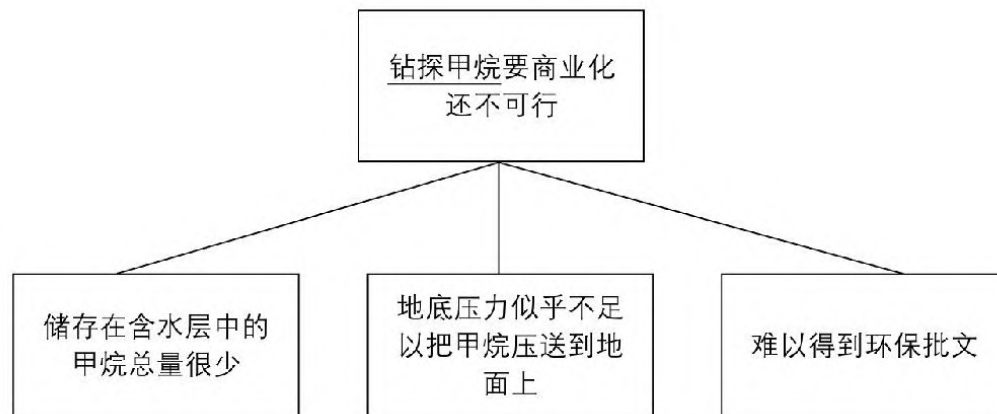 钻探甲烷要商业化
还不可行
储存在含水层中的
甲烷总量很少
地底压力似乎不足
以把甲烷压送到地
面上
难以得到环保批文